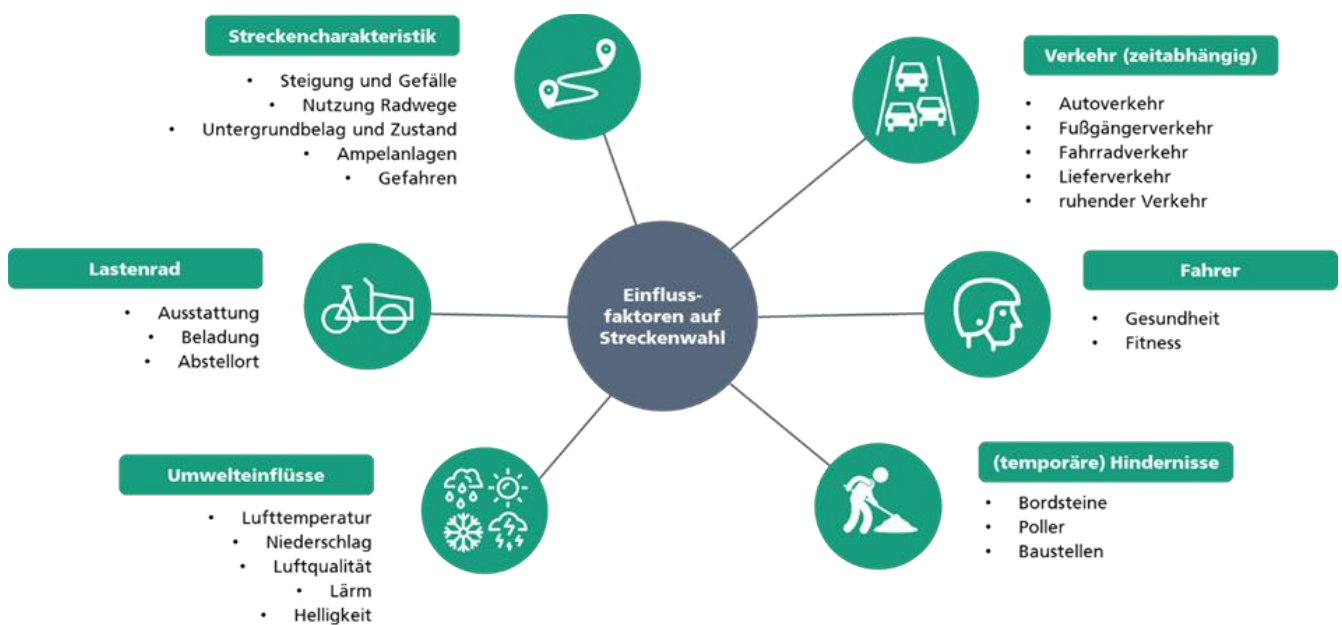 Streckencharakteristik
• Steigung und Gefälle
• Nutzung Radwege
• Untergrundbelag und Zustand
• Ampelanlagen
• Gefahren
Verkehr (zeitabhängig)
• Autoverkehr
• Fußgängerverkehr
• Fahrradverkehr
• Lieferverkehr
• ruhender Verkehr
Lastenrad
• Ausstattung
• Beladung
• Abstellort
Einfluss-
faktoren auf
Streckenwahl
Fahrer
• Gesundheit
• Fitness
Umwelteinflüsse
• Lufttemperatur
• Niederschlag
• Luftqualität
• Lärm
• Helligkeit
(temporäre) Hindernisse
• Bordsteine
• Poller
• Baustellen